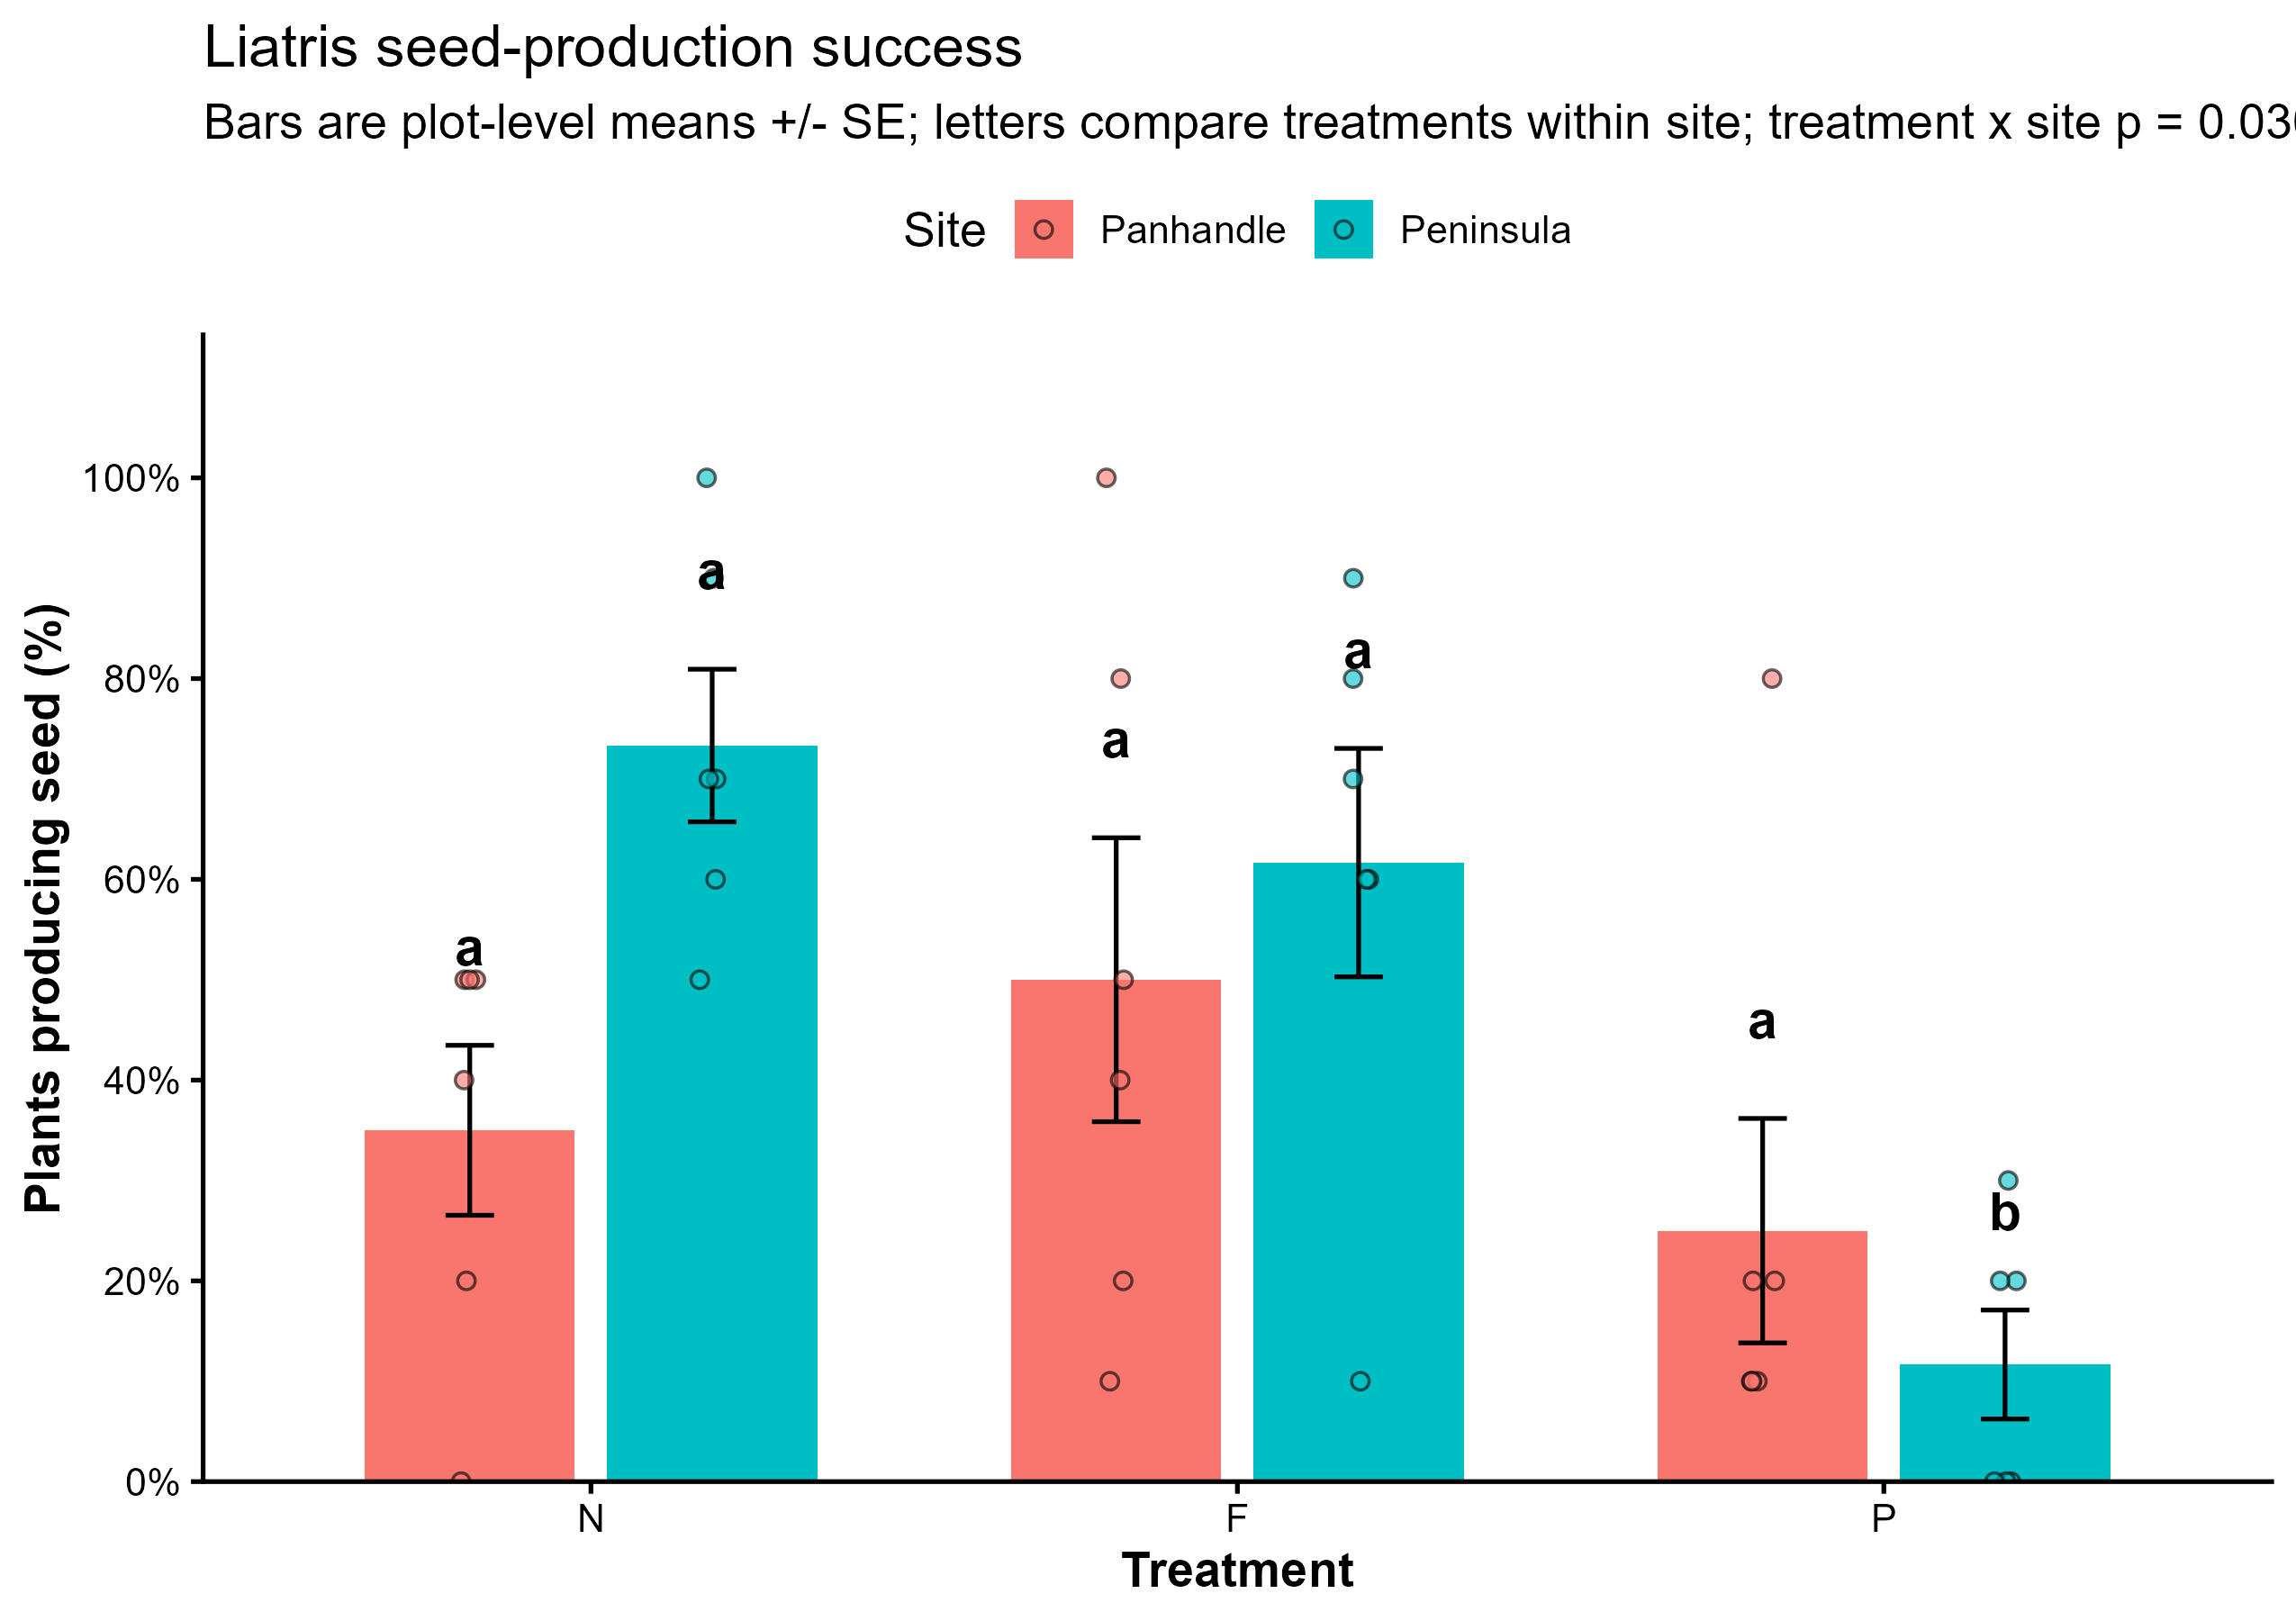 Liatris seed-production success
Bars are plot-level means +/- SE; letters compare treatments within site; treatment x site p = 0.03
Site Panhandle Peninsula
100%
80%
60%
40%
20%
0%
Plants producing seed (%)
a
a
a
a
a
b
N F P
Treatment